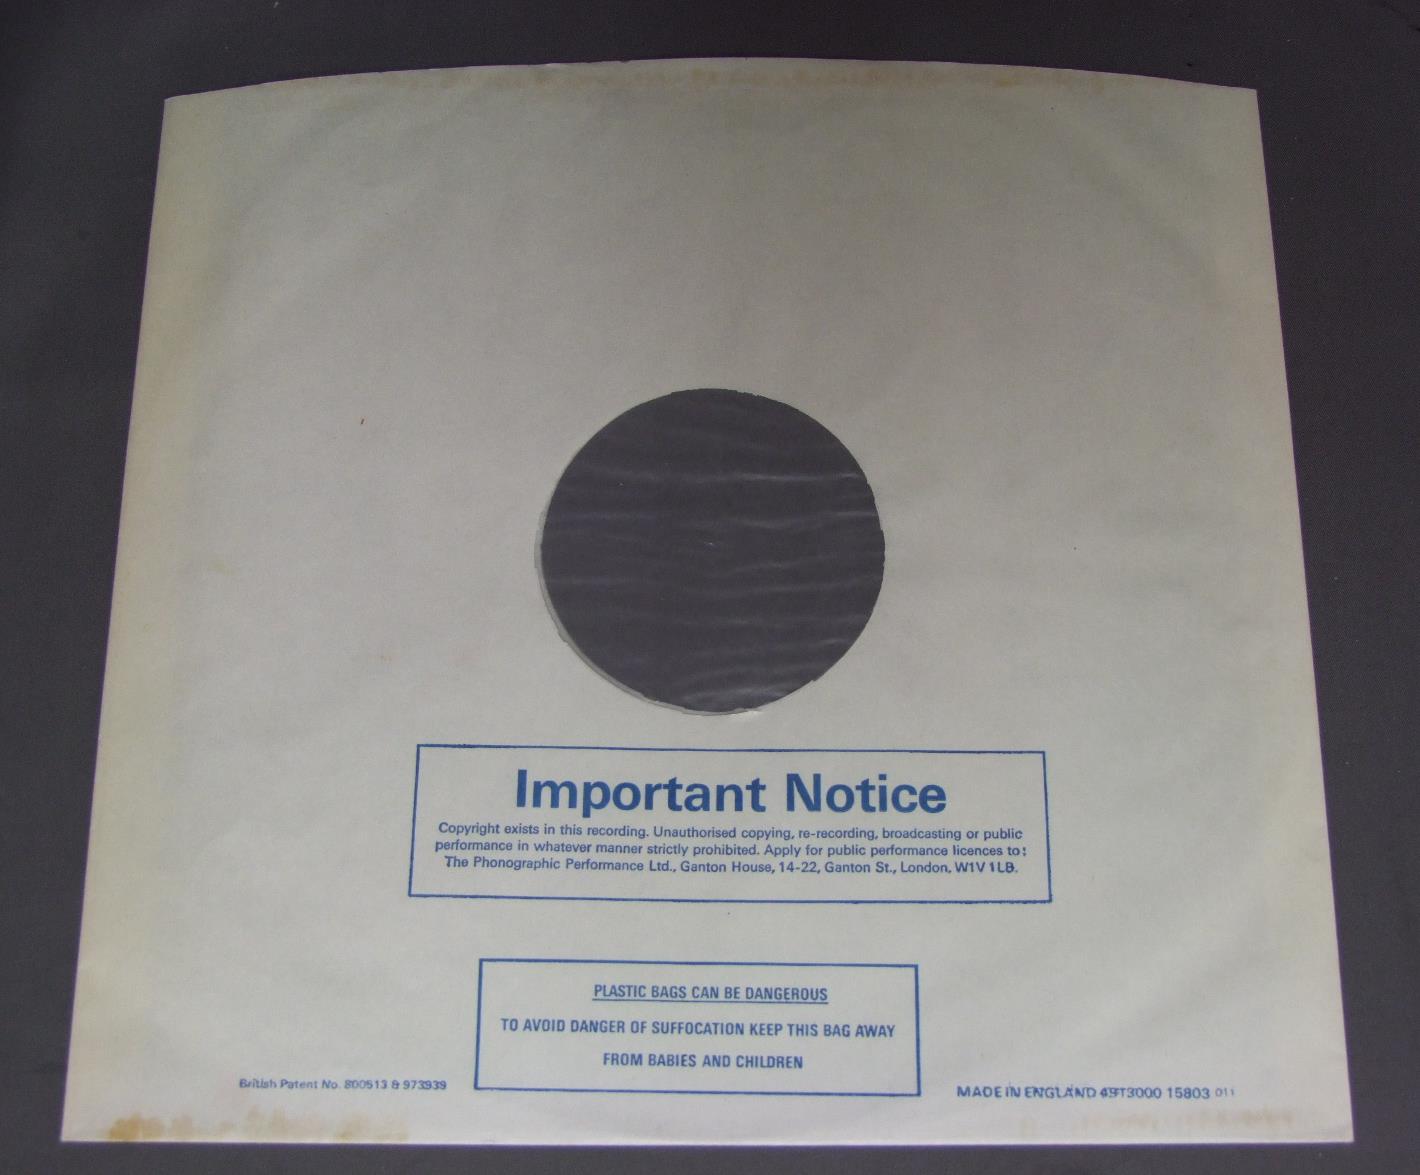 Important Notice
Copyright exists in this recording. Unauthorised copying, re-recording, broadcasting or public
performance in whatever manner strictly prohibited. Apply for public performance licences to:
The Phonographic Performance Ltd., Ganton House, 14-22, Ganton St., London, W1V 1LB.
PLASTIC BAGS CAN BE DANGEROUS
TO AVOID DANGER OF SUFFOCATION KEEP THIS BAG AWAY
FROM BABIES AND CHILDREN
British Patent No. 800513 & 973939
MADE IN ENGLAND 15803 011